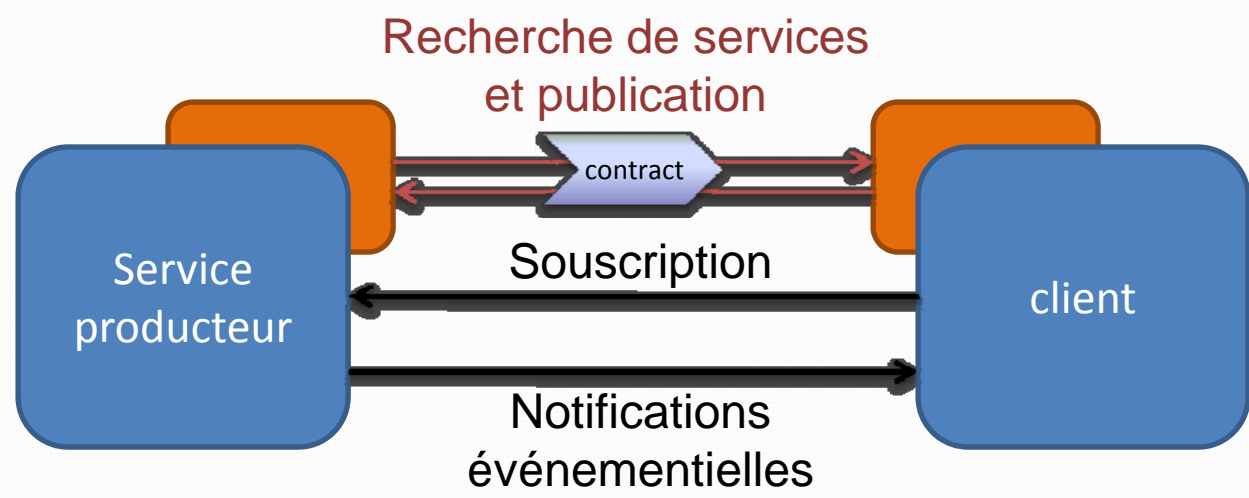 Recherche de services
et publication
contract
Souscription
Service
producteur
client
Notifications
événementielles